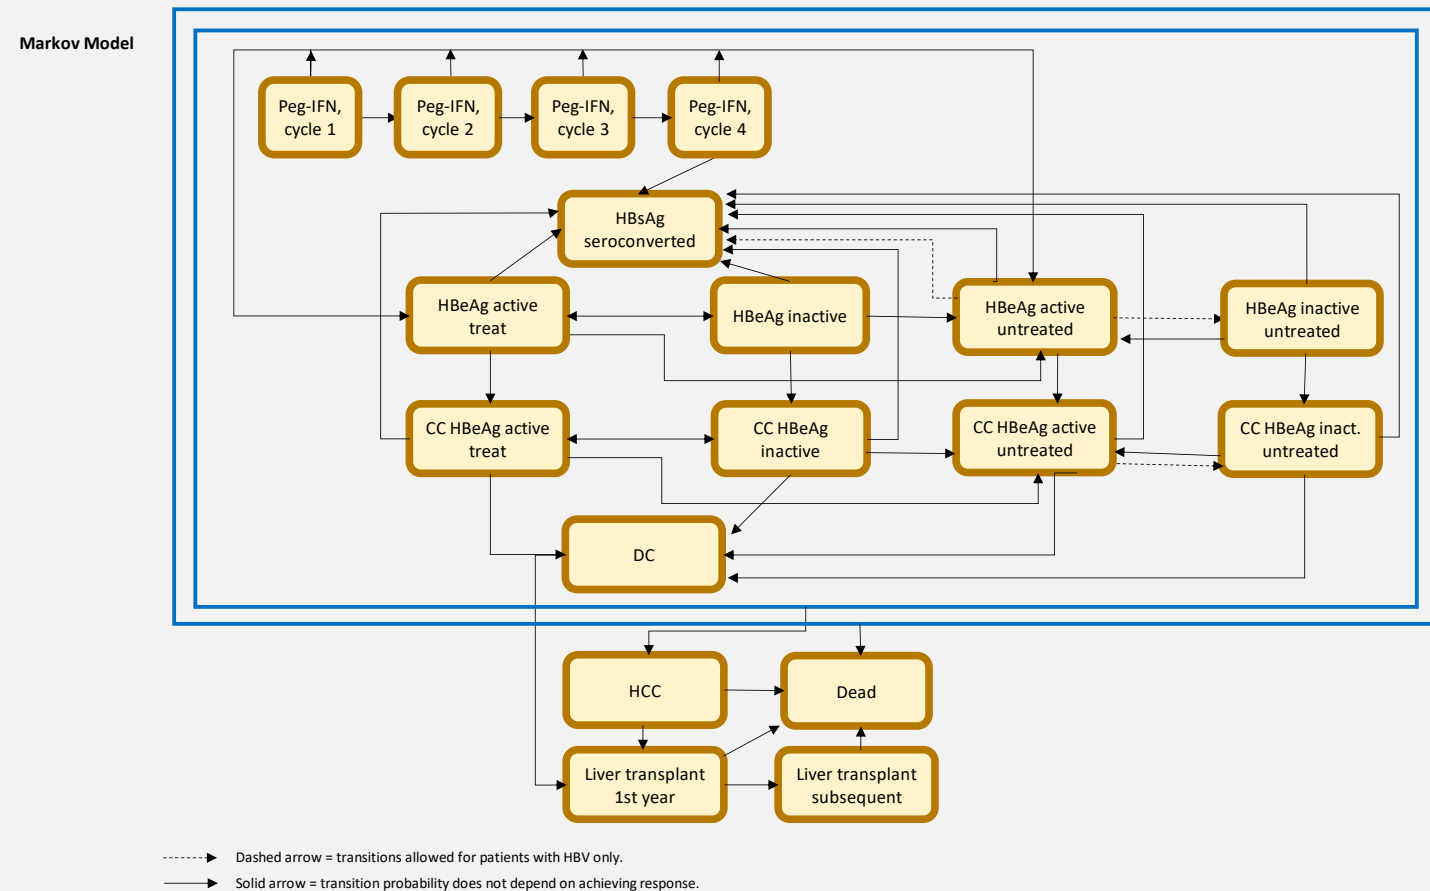 Markov Model
Peg-IFN,
cycle 1
Peg-IFN,
cycle 2
Peg-IFN,
cycle 3
Peg-IFN,
cycle 4
HBsAg
seroconverted
HBeAg active
treat
HBeAg inactive
HBeAg active
untreated
HBeAg inactive
untreated
CC HBeAg active
treat
CC HBeAg
inactive
CC HBeAg active
untreated
CC HBeAg inact.
untreated
DC
HCC
Dead
Liver transplant
1st year
Liver transplant
subsequent
Dashed arrow = transitions allowed for patients with HBV only.
Solid arrow = transition probability does not depend on achieving response.